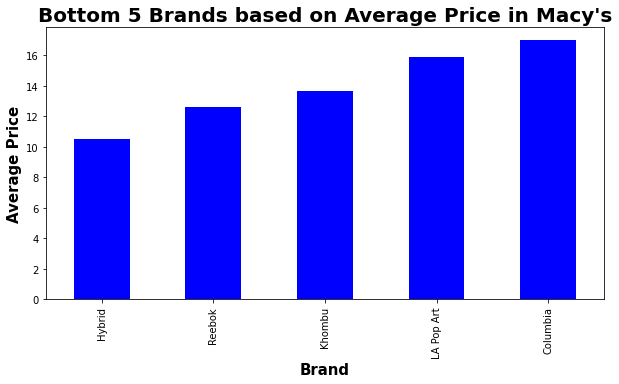 Bottom 5 Brands based on Average Price in Macy's
Average Price
16
14
12
10
8
6
4
2
0
Hybrid
Reebok
Khombu
LA Pop Art
Columbia
Brand